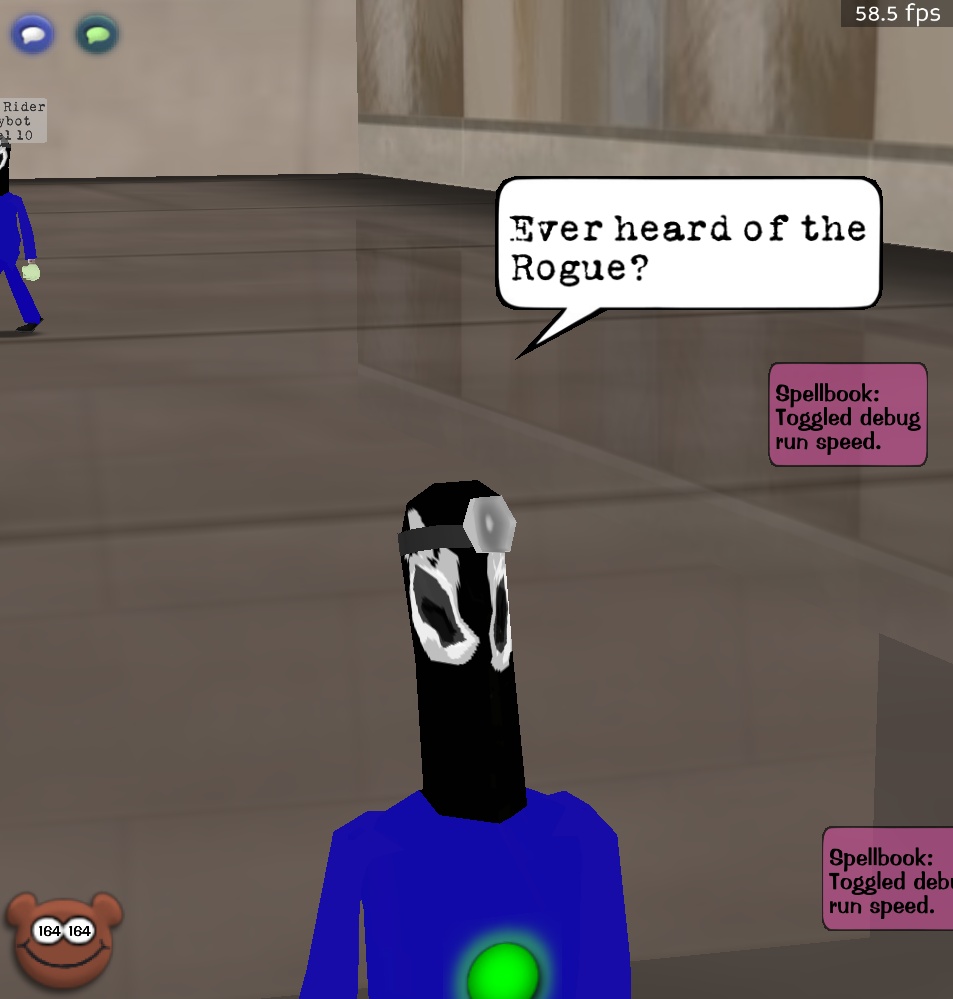 58.5 fps
Rider
ybot
el 10
Ever heard of the
Rogue?
Spellbook:
Toggled debug
run speed.
164 164
Spellbook:
Toggled debu
run speed.